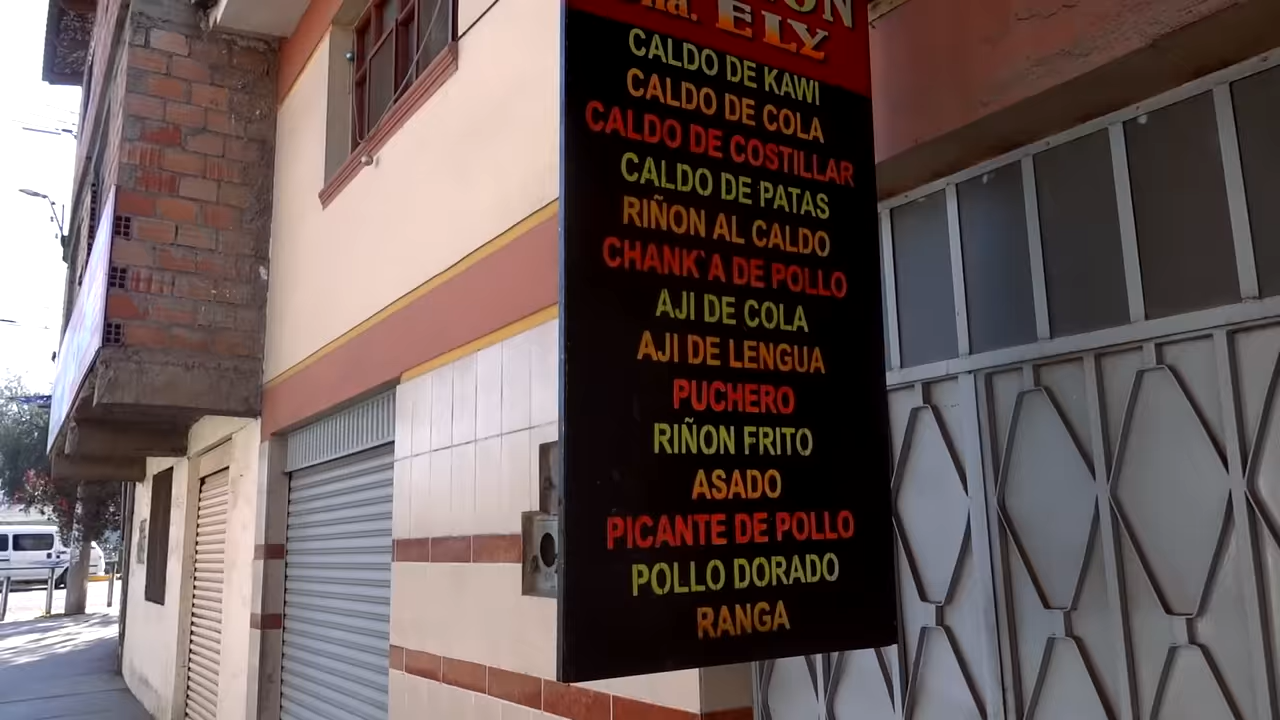 ELY
CALDO DE KAWI
CALDO DE COLA
CALDO DE COSTILLAR
CALDO DE PATAS
RIÑON AL CALDO
CHANK`A DE POLLO
AJI DE COLA
AJI DE LENGUA
PUCHERO
RIÑON FRITO
ASADO
PICANTE DE POLLO
POLLO DORADO
RANGA